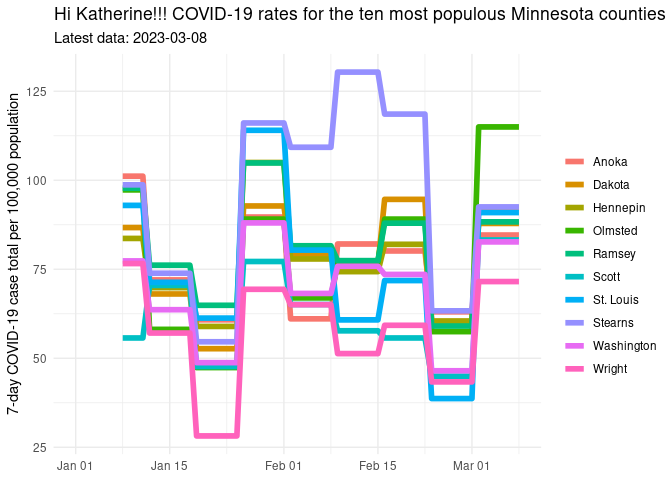 Hi Katherine!!! COVID-19 rates for the ten most populous Minnesota counties
Latest data: 2023-03-08
7-day COVID-19 case total per 100,000 population
125
100
75
50
25
Jan 01
Jan 15
Feb 01
Feb 15
Mar 01
Anoka
Dakota
Hennepin
Olmsted
Ramsey
Scott
St. Louis
Stearns
Washington
Wright